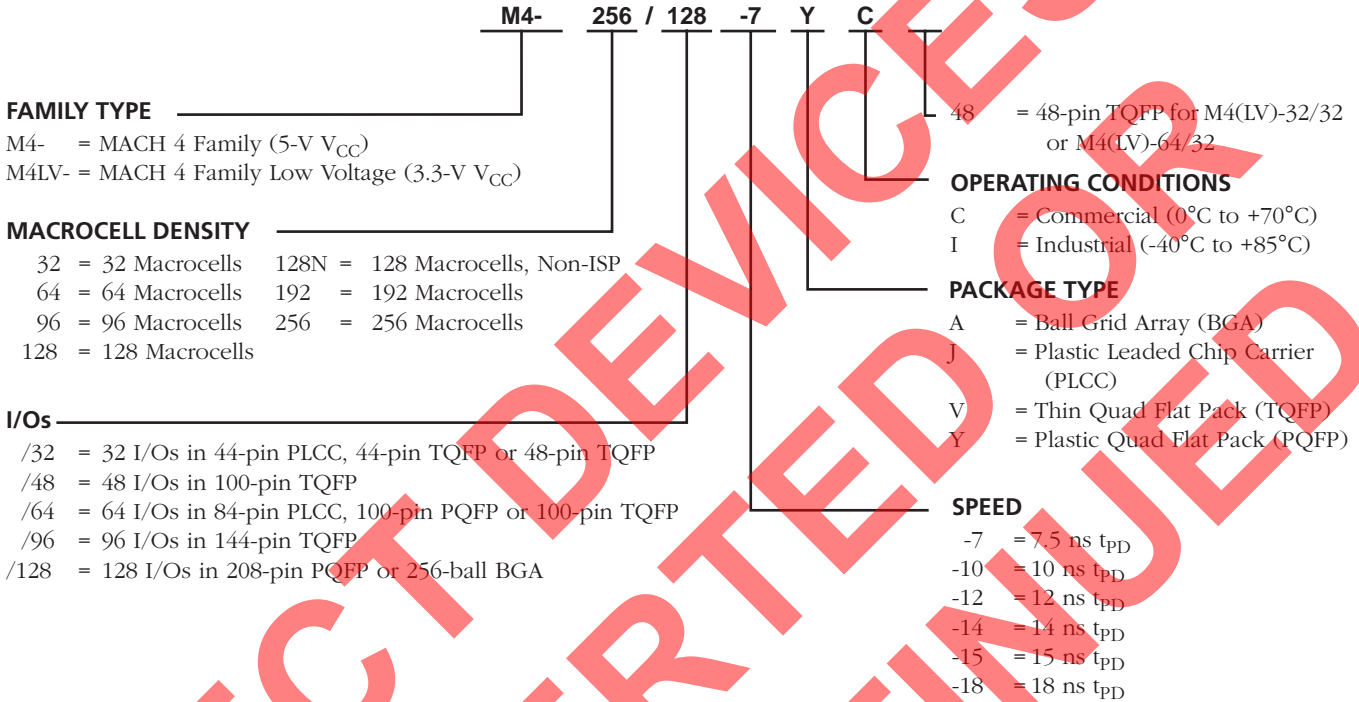 M4- 256 / 128 -7 Y C
FAMILY TYPE
M4- = MACH 4 Family (5-V VCC)
M4LV- = MACH 4 Family Low Voltage (3.3-V VCC)
MACROCELL DENSITY
32 = 32 Macrocells 128N = 128 Macrocells, Non-ISP
64 = 64 Macrocells 192 = 192 Macrocells
96 = 96 Macrocells 256 = 256 Macrocells
128 = 128 Macrocells
I/Os
/32 = 32 I/Os in 44-pin PLCC, 44-pin TQFP or 48-pin TQFP
/48 = 48 I/Os in 100-pin TQFP
/64 = 64 I/Os in 84-pin PLCC, 100-pin PQFP or 100-pin TQFP
/96 = 96 I/Os in 144-pin TQFP
/128 = 128 I/Os in 208-pin PQFP or 256-ball BGA
48 = 48-pin TQFP for M4(LV)-32/32
or M4(LV)-64/32
OPERATING CONDITIONS
C = Commercial (0°C to +70°C)
I = Industrial (-40°C to +85°C)
PACKAGE TYPE
A = Ball Grid Array (BGA)
J = Plastic Leaded Chip Carrier
(PLCC)
V = Thin Quad Flat Pack (TQFP)
Y = Plastic Quad Flat Pack (PQFP)
SPEED
-7 = 7.5 ns tPD
-10 = 10 ns tPD
-12 = 12 ns tPD
-14 = 14 ns tPD
-15 = 15 ns tPD
-18 = 18 ns tPD
DEVICES
OR